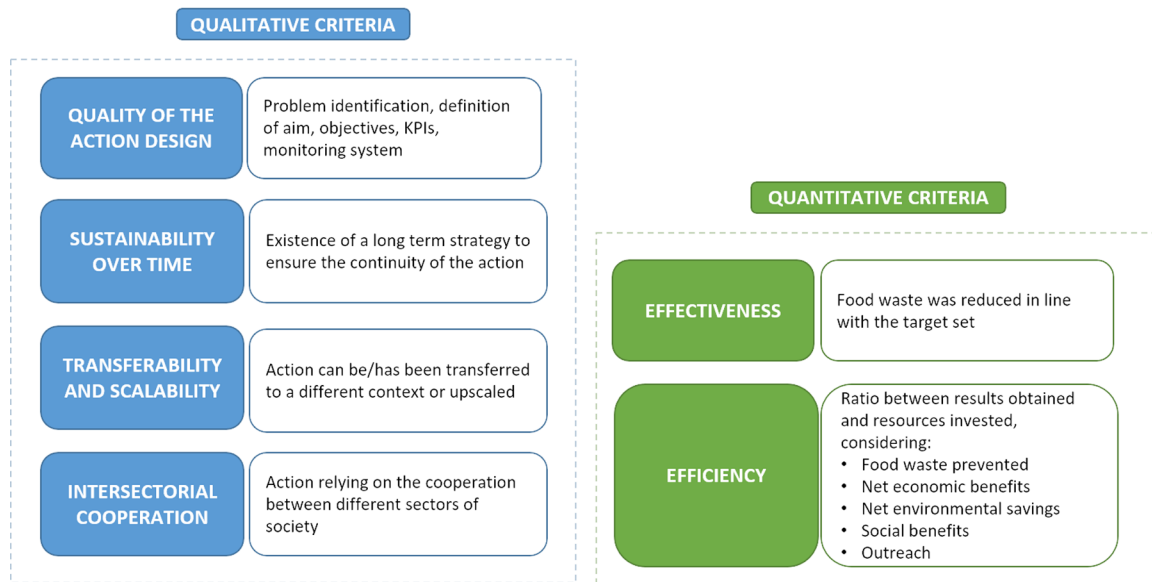 QUALITATIVE CRITERIA
QUALITY OF THE
ACTION DESIGN
Problem identification, definition
of aim, objectives, KPIs,
monitoring system
SUSTAINABILITY
OVER TIME
Existence of a long term strategy to
ensure the continuity of the action
TRANSFERABILITY
AND SCALABILITY
Action can be/has been transferred
to a different context or upscaled
INTERSECTORIAL
COOPERATION
Action relying on the cooperation
between different sectors of
society
QUANTITATIVE CRITERIA
EFFECTIVENESS
Food waste was reduced in line
with the target set
EFFICIENCY
Ratio between results obtained
and resources invested,
considering:
• Food waste prevented
• Net economic benefits
• Net environmental savings
• Social benefits
• Outreach